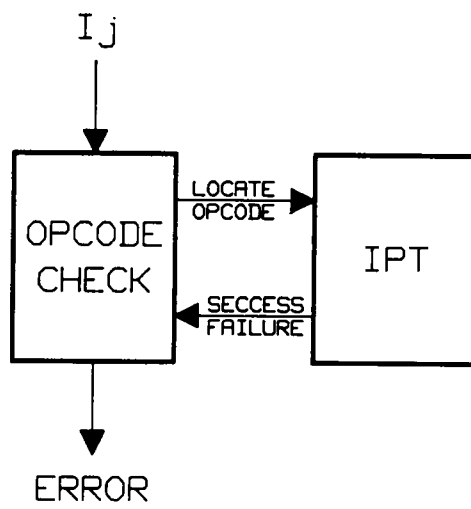 Ij
LOCATE
OPCODE
OPCODE
CHECK
IPT
SECCESS
FAILURE
ERROR